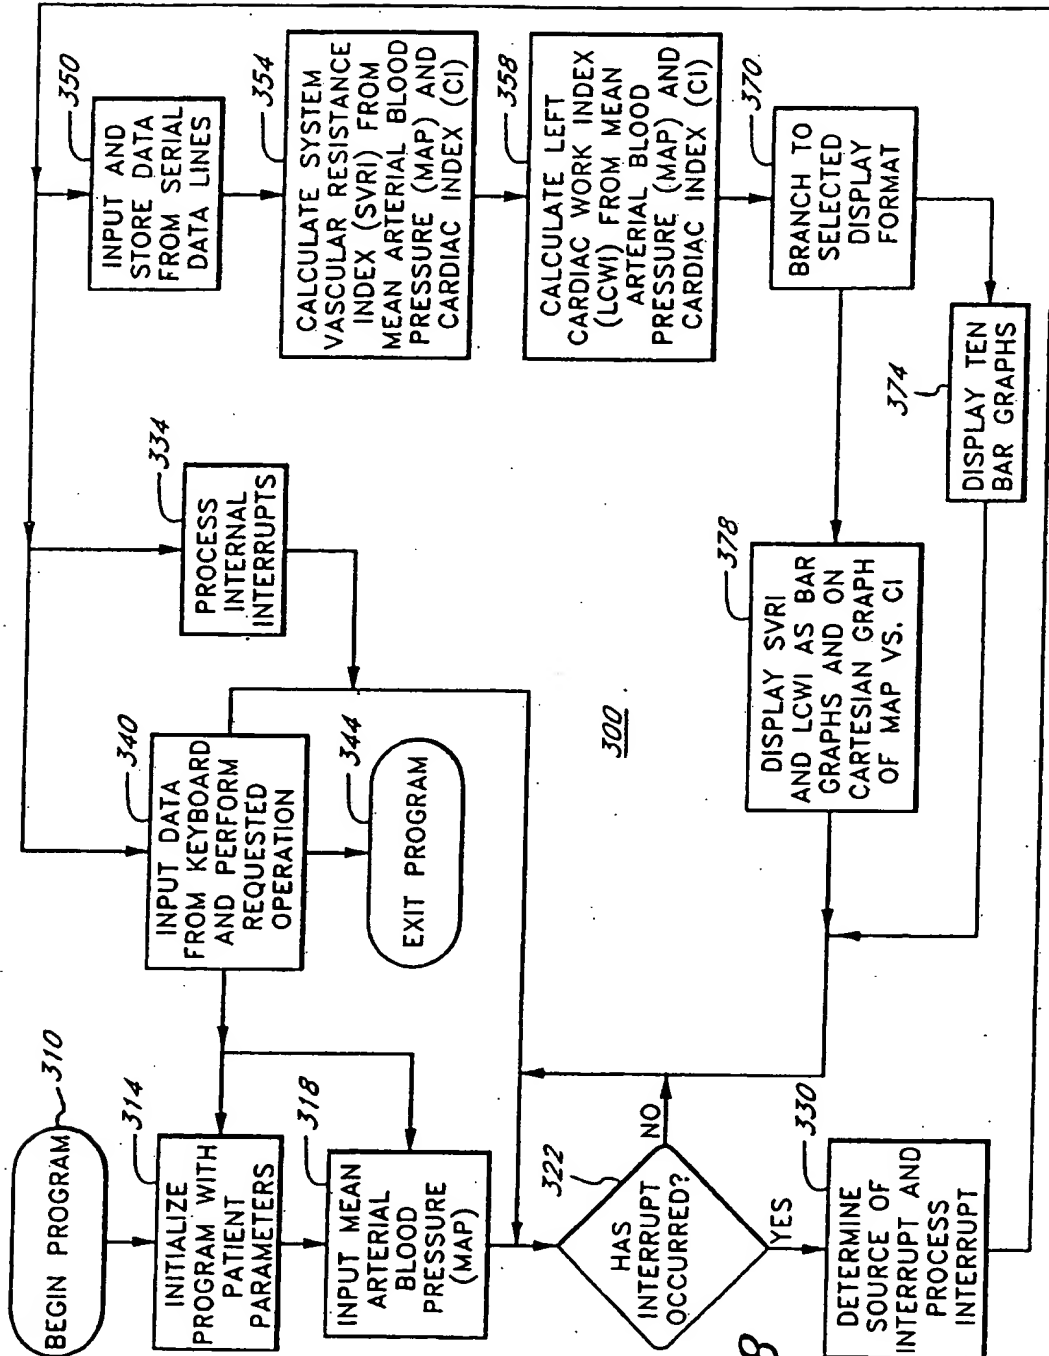 BEGIN PROGRAM
310
INITIALIZE
PROGRAM WITH
PATIENT
PARAMETERS
314
INPUT MEAN
ARTERIAL
BLOOD
PRESSURE
(MAP)
318
HAS
INTERRUPT
OCCURRED?
322
NO
YES
DETERMINE
SOURCE OF
INTERRUPT AND
PROCESS
INTERRUPT
330
INPUT DATA
FROM KEYBOARD
AND PERFORM
REQUESTED
OPERATION
340
EXIT PROGRAM
344
PROCESS
INTERNAL
INTERRUPTS
334
300
INPUT AND
STORE DATA
FROM SERIAL
DATA LINES
350
CALCULATE SYSTEM
VASCULAR RESISTANCE
INDEX (SVRI) FROM
MEAN ARTERIAL BLOOD
PRESSURE (MAP) AND
CARDIAC INDEX (CI)
354
CALCULATE LEFT
CARDIAC WORK INDEX
(LCWI) FROM MEAN
ARTERIAL BLOOD
PRESSURE (MAP) AND
CARDIAC INDEX (CI)
358
BRANCH TO
SELECTED
DISPLAY
FORMAT
370
DISPLAY TEN
BAR GRAPHS
374
DISPLAY SVRI
AND LCWI AS BAR
GRAPHS AND ON
CARTESIAN GRAPH
OF MAP VS. CI
378
8